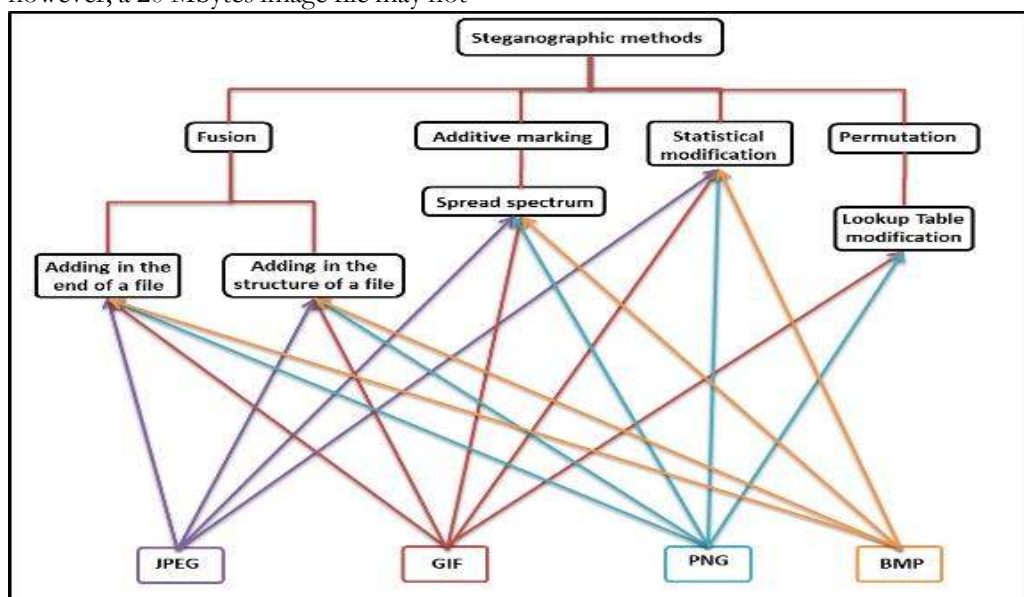 however, a 20 Mbytes image file may not
Steganographic methods
Fusion
Additive marking
Statistical
modification
Permutation
Spread spectrum
Lookup Table
modification
Adding in the
end of a file
Adding in the
structure of a file
JPEG
GIF
PNG
BMP